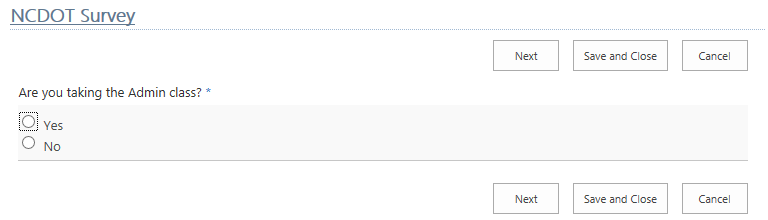 NCDOT Survey
Next Save and Close Cancel
Are you taking the Admin class? *
Yes
No
Next Save and Close Cancel